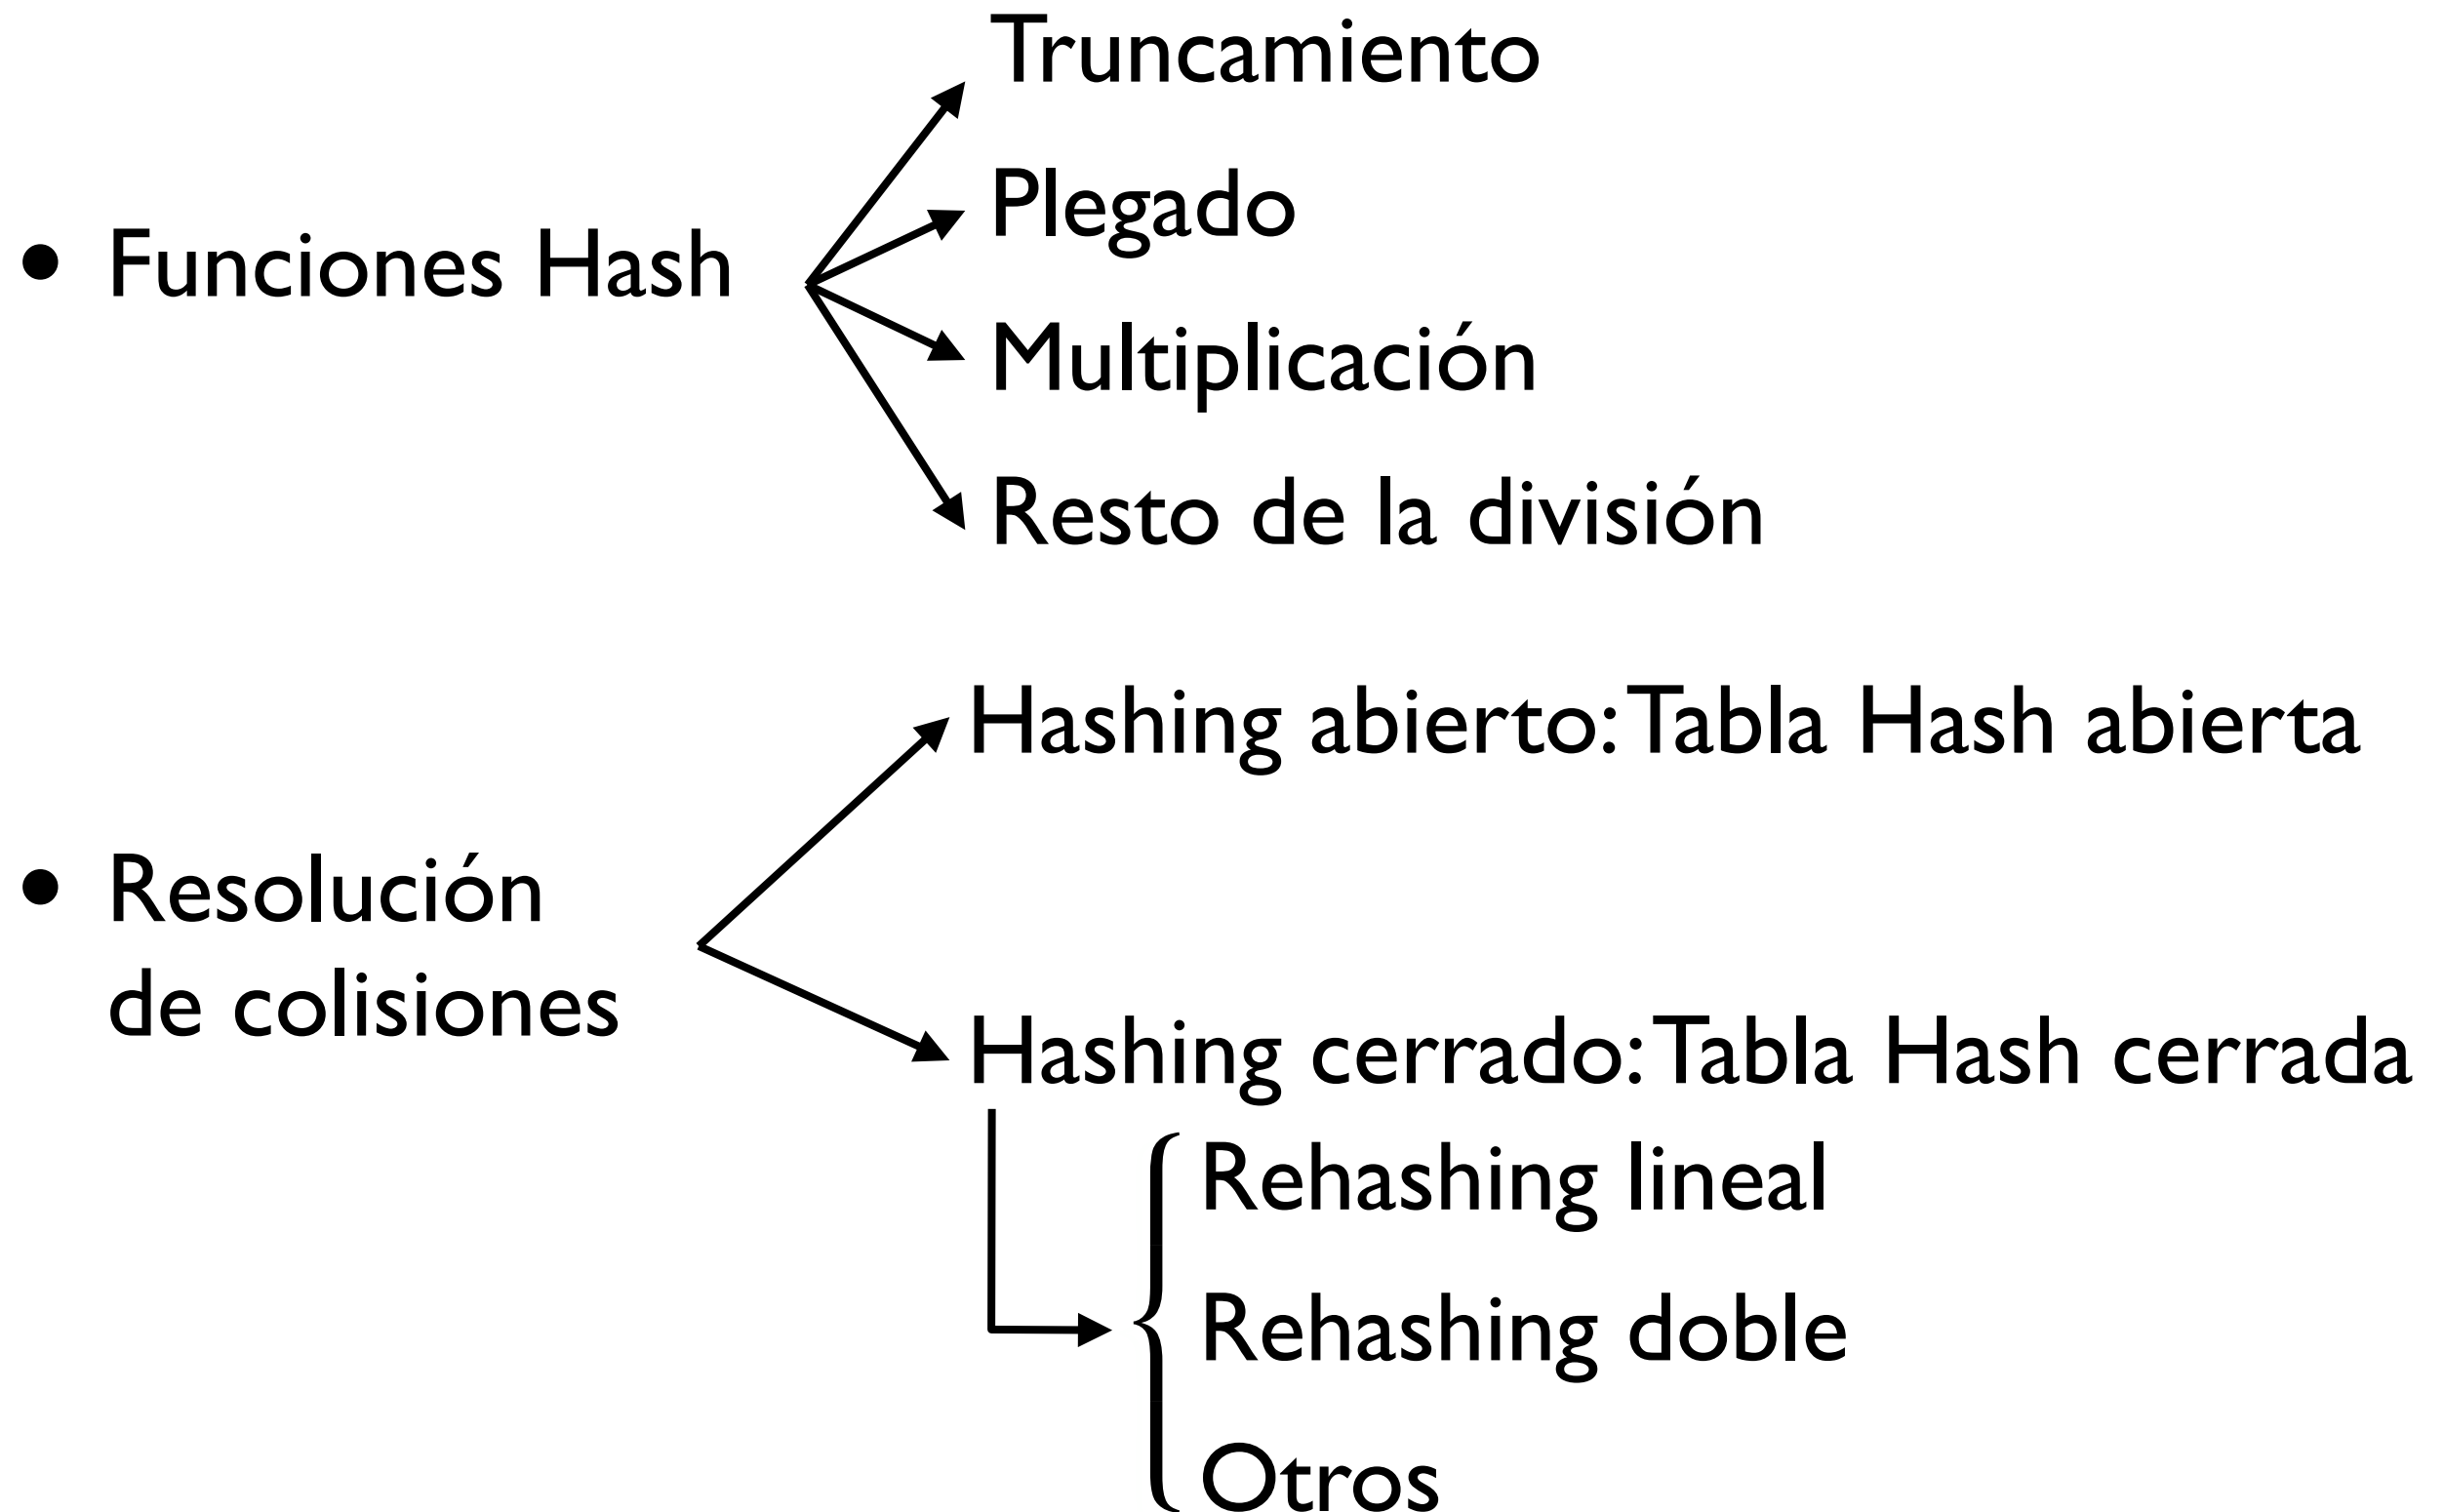 • Funciones Hash
Truncamiento
Plegado
Multiplicación
Resto de la división
• Resolución
de colisiones
Hashing abierto: Tabla Hash abierta
Hashing cerrado: Tabla Hash cerrada
Rehashing lineal
Rehashing doble
Otros